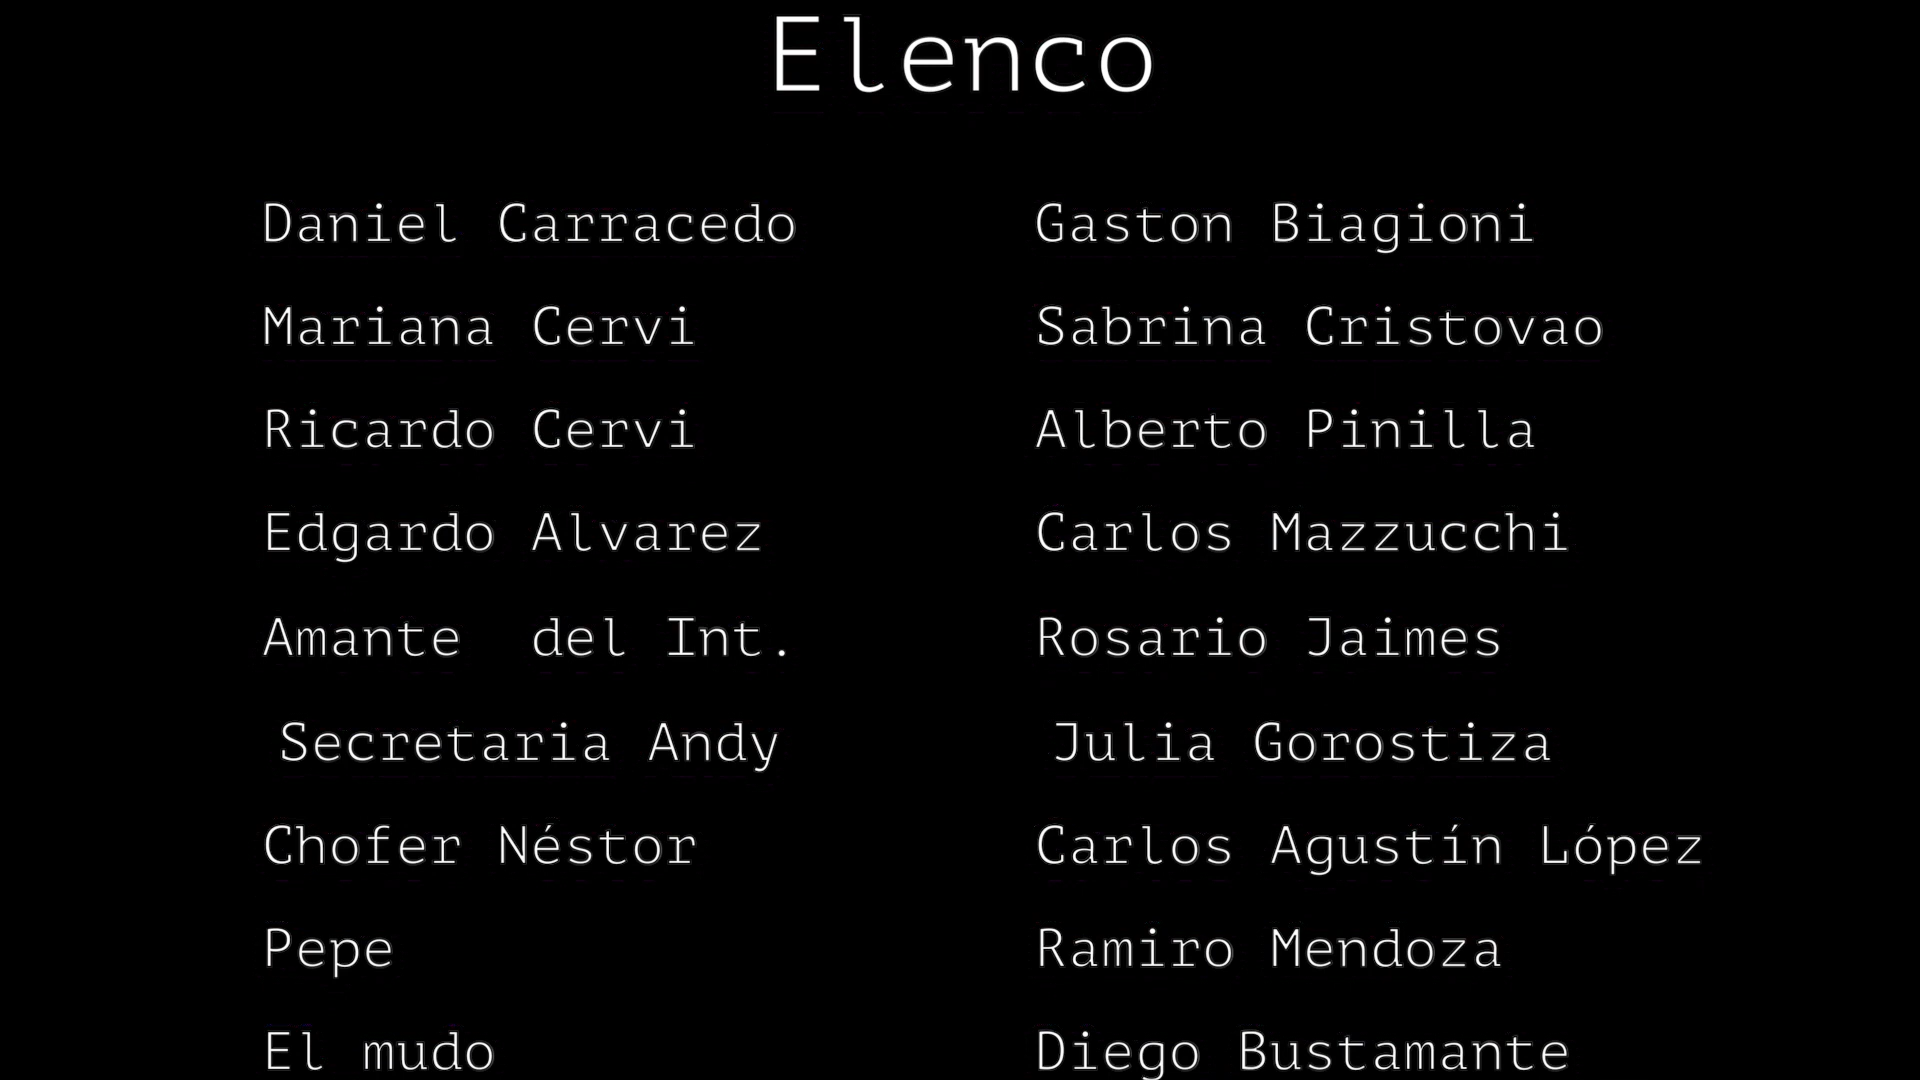 Elenco
Daniel Carracedo Gaston Biagioni
Mariana Cervi Sabrina Cristovao
Ricardo Cervi Alberto Pinilla
Edgardo Alvarez Carlos Mazzucchi
Amante del Int. Rosario Jaimes
Secretaria Andy Julia Gorostiza
Chofer Néstor Carlos Agustín López
Pepe Ramiro Mendoza
El mudo Diego Bustamante